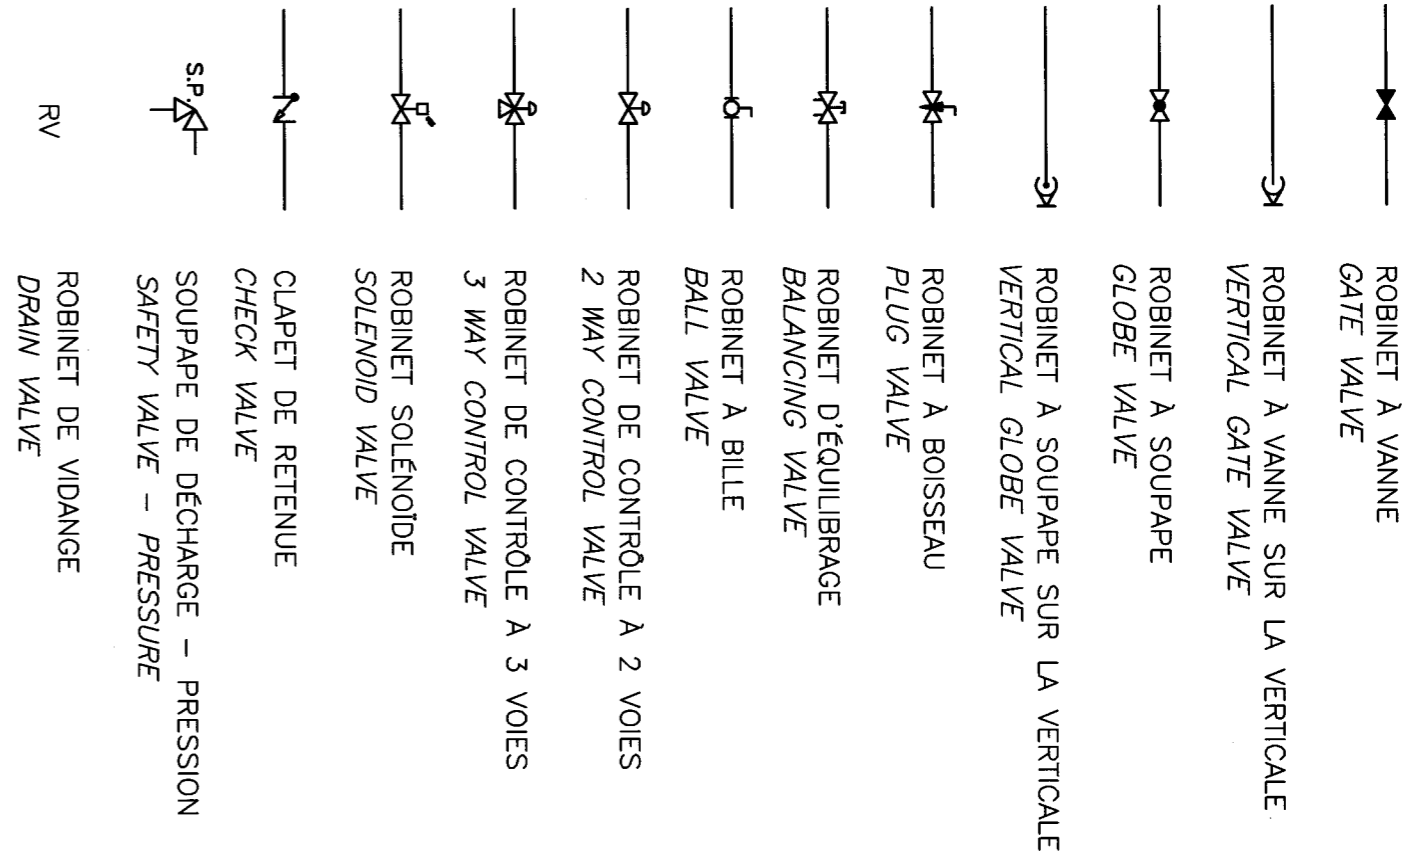 ROBINET À VANNE
GATE VALVE
ROBINET À VANNE SUR LA VERTICALE
VERTICAL GATE VALVE
ROBINET À SOUPAPE
GLOBE VALVE
ROBINET À SOUPAPE SUR LA VERTICALE
VERTICAL GLOBE VALVE
ROBINET À BOISSEAU
PLUG VALVE
ROBINET D'ÉQUILIBRAGE
BALANCING VALVE
ROBINET À BILLE
BALL VALVE
ROBINET DE CONTRÔLE À 2 VOIES
2 WAY CONTROL VALVE
ROBINET DE CONTRÔLE À 3 VOIES
3 WAY CONTROL VALVE
ROBINET SOLÉNOÏDE
SOLENOID VALVE
CLAPET DE RETENUE
CHECK VALVE
S.P.
SOUPAPE DE DÉCHARGE – PRESSION
SAFETY VALVE – PRESSURE
RV
ROBINET DE VIDANGE
DRAIN VALVE